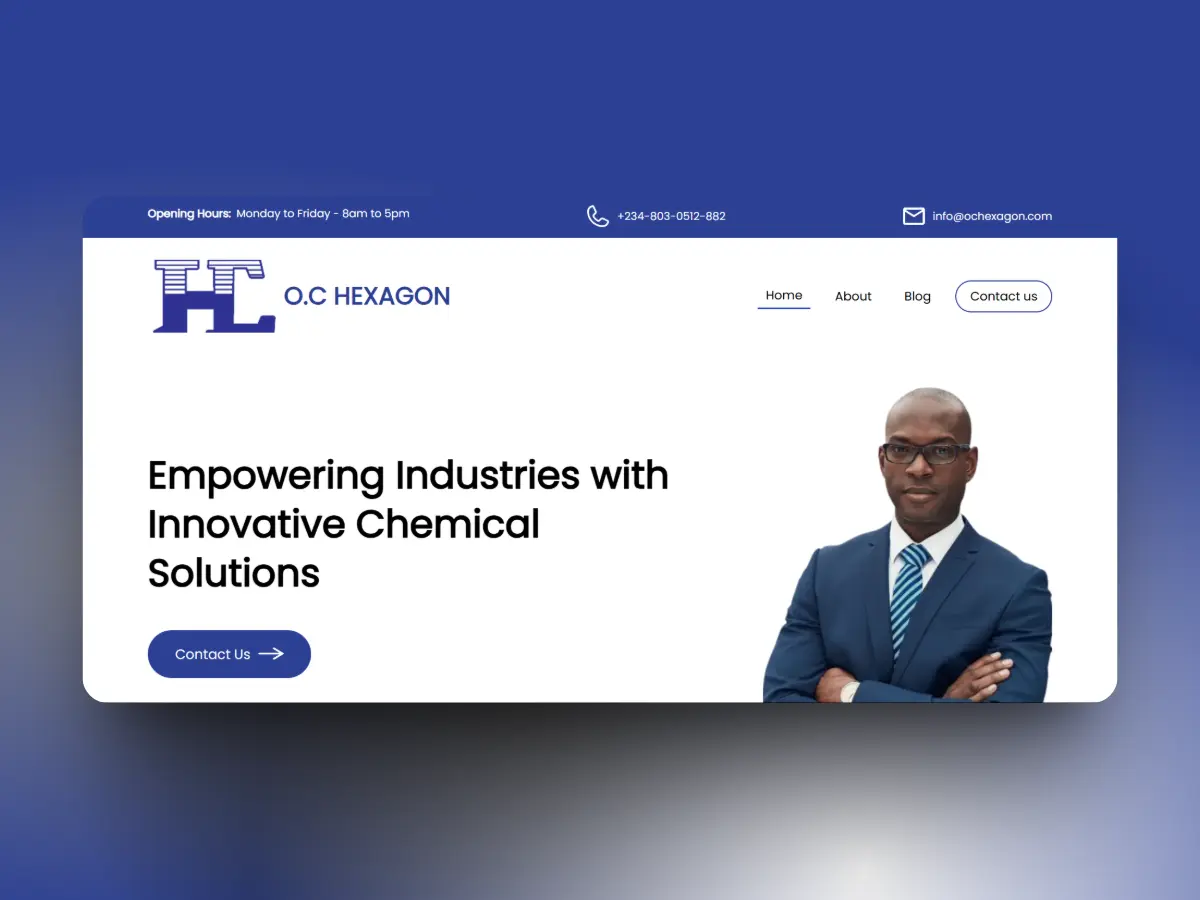 Opening Hours: Monday to Friday - 8am to 5pm
+234-803-0512-882
info@ochexagon.com
HC
O.C HEXAGON
Home
About
Blog
Contact us
Empowering Industries with
Innovative Chemical
Solutions
Contact Us